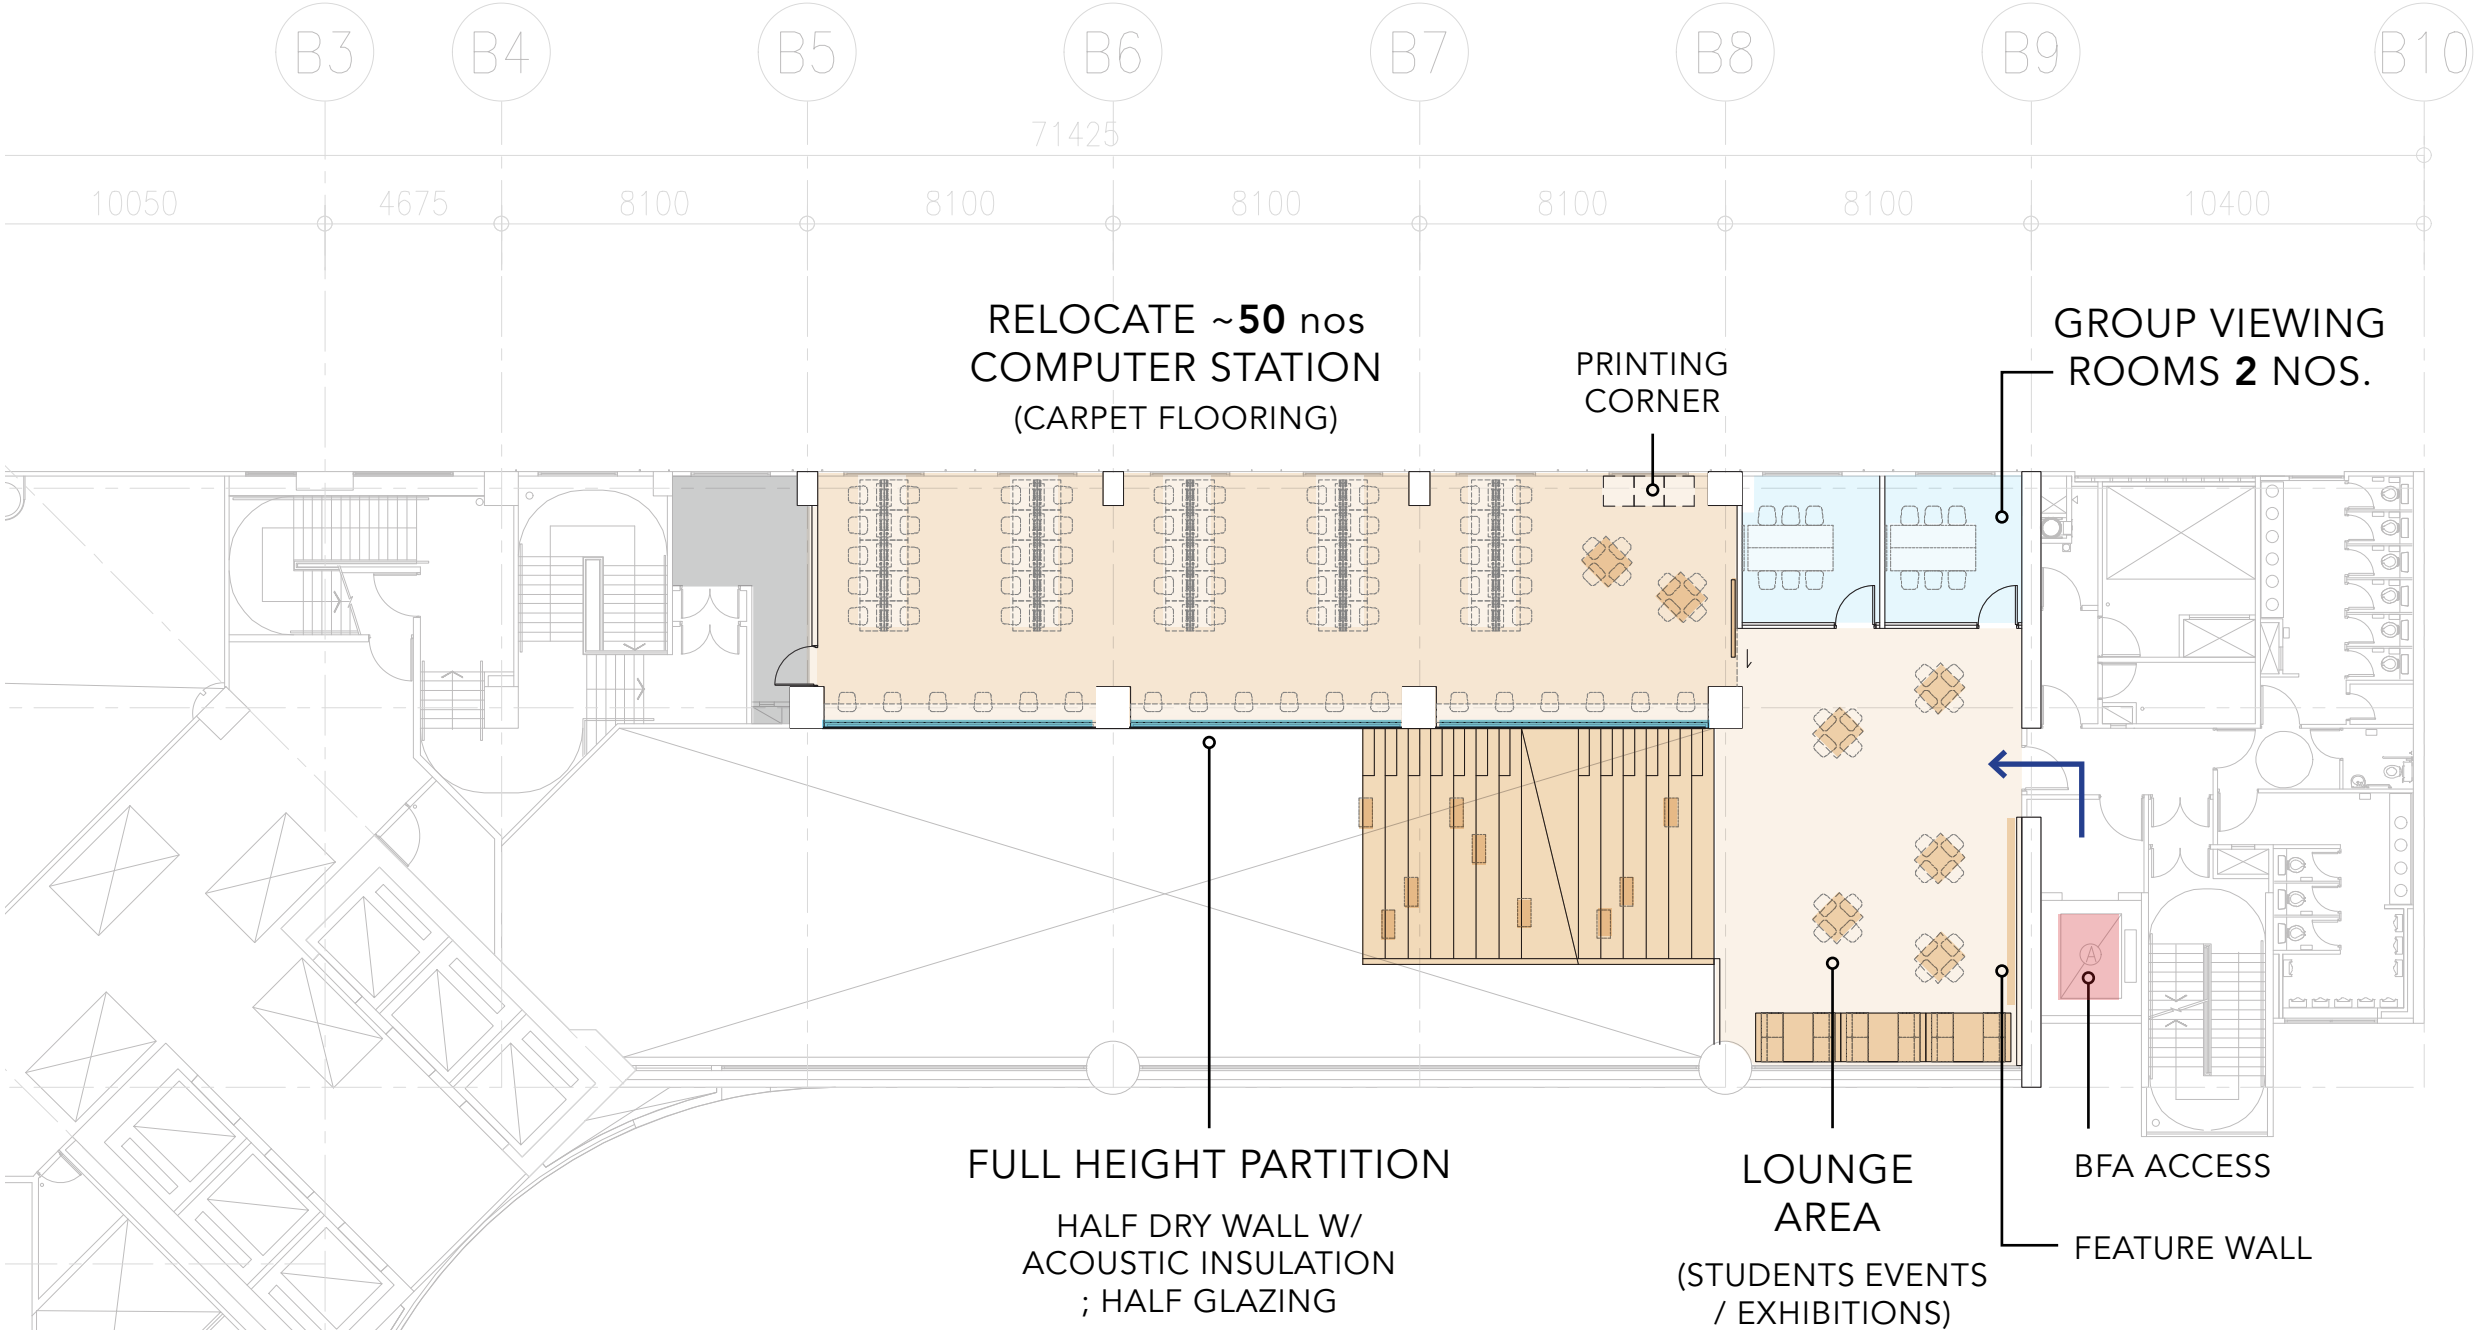 B3 B4 B5 B6 B7 B8 B9 B10
71425
10050 4675 8100 8100 8100 8100 8100 10400
RELOCATE ~50 nos
COMPUTER STATION
(CARPET FLOORING)
PRINTING
CORNER
GROUP VIEWING
ROOMS 2 NOS.
A
FULL HEIGHT PARTITION
HALF DRY WALL W/
ACOUSTIC INSULATION
; HALF GLAZING
LOUNGE
AREA
(STUDENTS EVENTS
/ EXHIBITIONS)
BFA ACCESS
FEATURE WALL